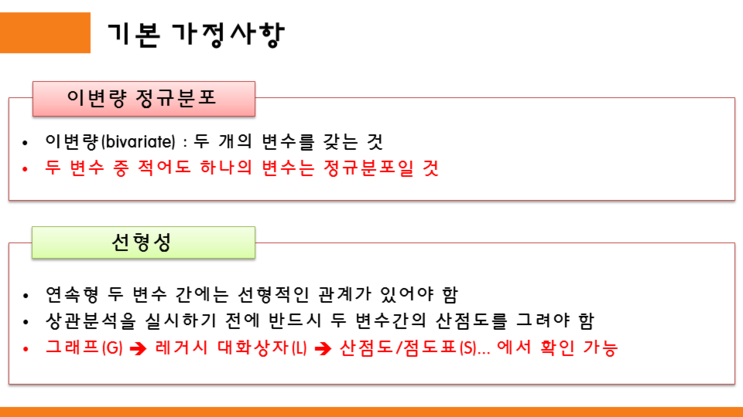 기본 가정사항
이변량 정규분포
• 이변량(bivariate) : 두 개의 변수를 갖는 것
• 두 변수 중 적어도 하나의 변수는 정규분포일 것
선형성
• 연속형 두 변수 간에는 선형적인 관계가 있어야 함
• 상관분석을 실시하기 전에 반드시 두 변수간의 산점도를 그려야 함
• 그래프(G) ➔ 레거시 대화상자(L) ➔ 산점도/점도표(S)... 에서 확인 가능